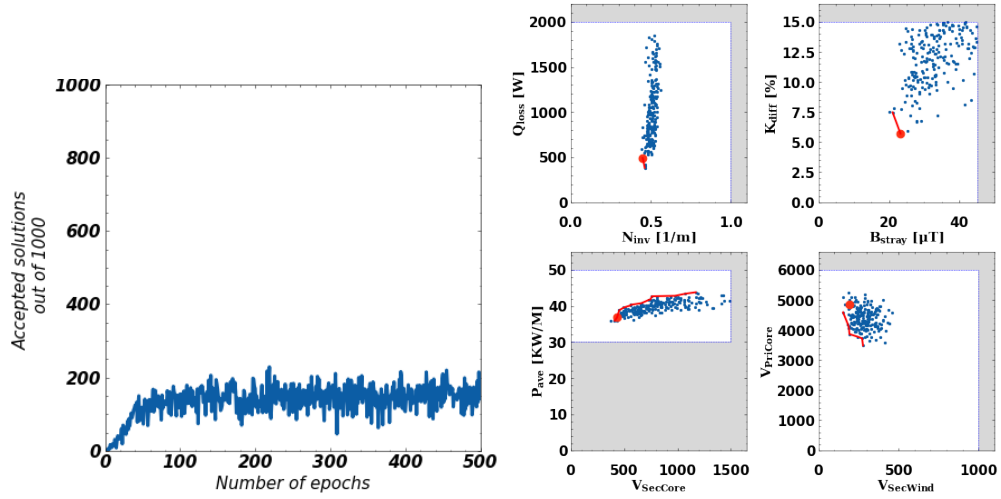 1000
800
600
400
200
0
Accepted solutions
out of 1000
0 100 200 300 400 500
Number of epochs
2000
1500
1000
500
0
Qloss [W]
0.0 0.5 1.0
Ninv [1/m]
15.0
12.5
10.0
7.5
5.0
2.5
0.0
Kdiff [%]
0 20 40
Bstray [µT]
50
40
30
20
10
0
Pave [KW/M]
0 500 1000 1500
VSecCore
6000
5000
4000
3000
2000
1000
0
VPriCore
0 500 1000
VSecWind